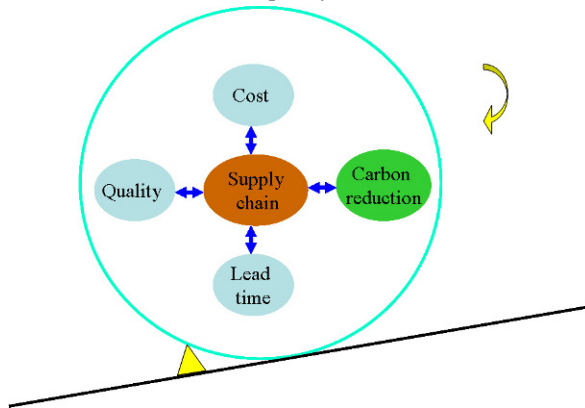 Cost
Quality
Supply
chain
Carbon
reduction
Lead
time